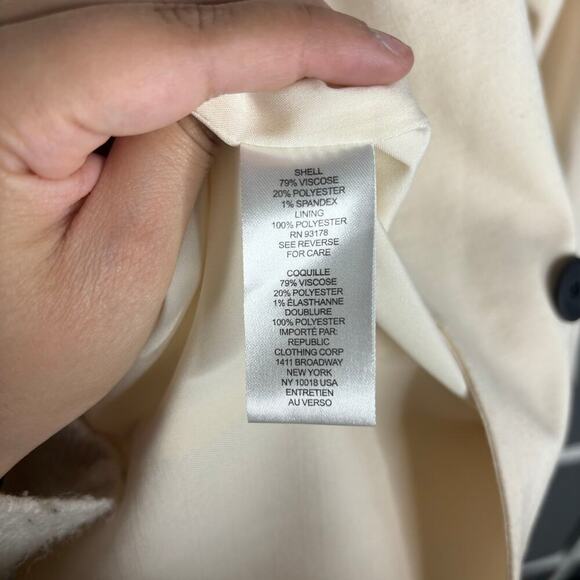 SHELL
79% VISCOSE
20% POLYESTER
1% SPANDEX
LINING
100% POLYESTER
RN 93178
SEE REVERSE
FOR CARE
COQUILLE
79% VISCOSE
20% POLYESTER
1% ÉLASTHANNE
DOUBLURE
100% POLYESTER
IMPORTÉ PAR:
REPUBLIC
CLOTHING CORP
1411 BROADWAY
NEW YORK
NY 10018 USA
ENTRETIEN
AU VERSO